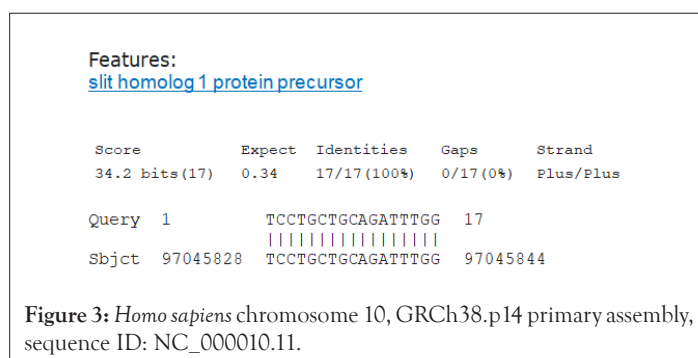 Features:
slit homolog 1 protein precursor
Score Expect Identities Gaps Strand
34.2 bits(17) 0.34 17/17(100%) 0/17(0%) Plus/Plus
Query 1 TCCTGCTGCAGATTTGG 17
|||||||||||||||||
Sbjct 97045828 TCCTGCTGCAGATTTGG 97045844
Figure 3: Homo sapiens chromosome 10, GRCh38.p14 primary assembly,
sequence ID: NC_000010.11.